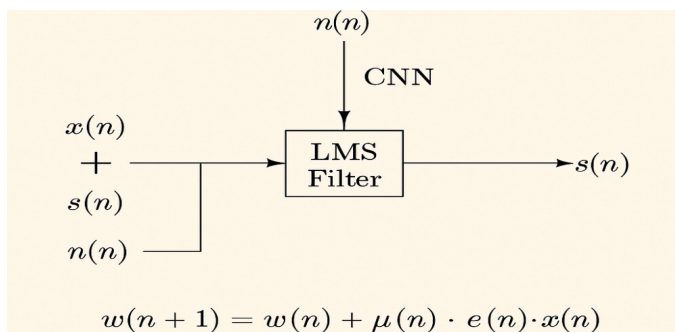 n(n)
CNN
x(n)
+
s(n)
n(n)
LMS
Filter
s(n)
w(n + 1) = w(n) + μ(n) · e(n)·x(n)